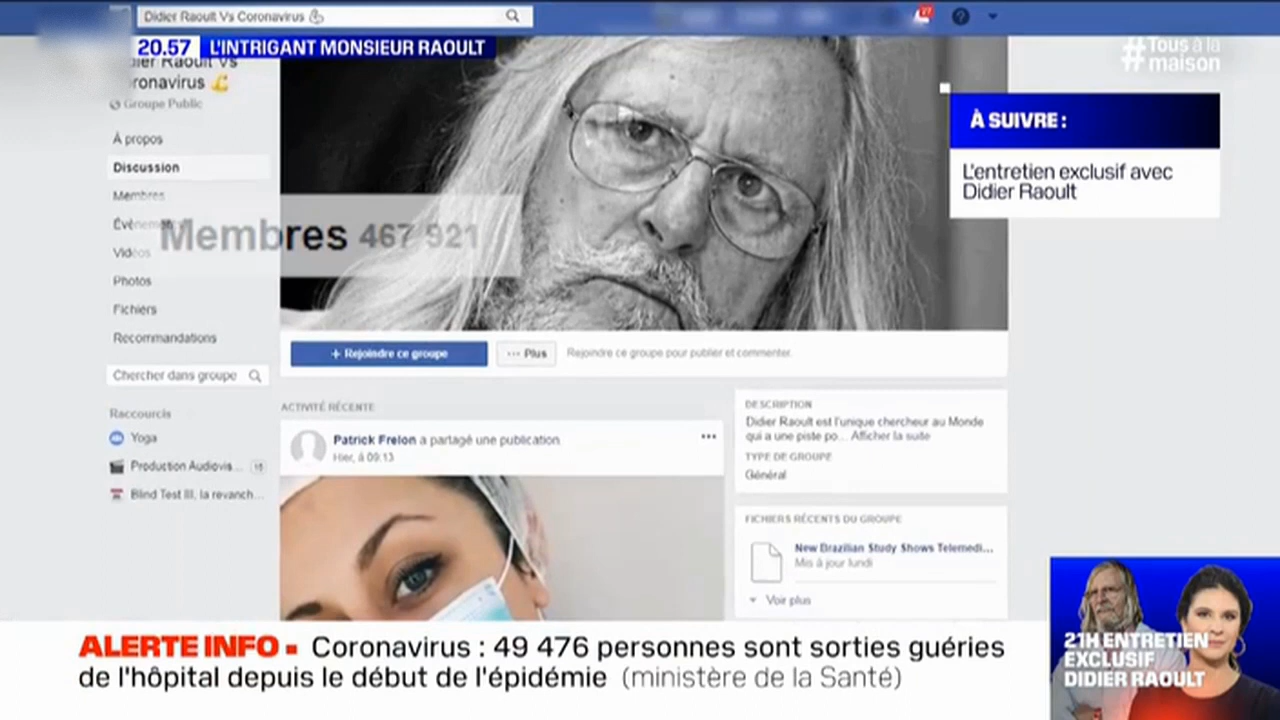 Didier Raoult Vs Coronavirus
27
20.57 L'INTRIGANT MONSIEUR RAOULT
#Tous à la
maison
Didier Raoult Vs
Coronavirus
Groupe Public
À propos
Discussion
Membres
Événements
Vidéos
Photos
Fichiers
Recommandations
Chercher dans groupe
Raccourcis
Yoga
Production Audiovis...
Blind Test III, la revanch...
Membres 467 921
À SUIVRE :
L'entretien exclusif avec
Didier Raoult
+ Rejoindre ce groupe
... Plus
Rejoindre ce groupe pour publier et commenter.
ACTIVITÉ RÉCENTE
Patrick Frelon a partagé une publication
Hier, à 09:13
DESCRIPTION
Didier Raoult est l'unique chercheur au Monde
qui a une piste po... Afficher la suite
TYPE DE GROUPE
Général
FICHIERS RÉCENTS DU GROUPE
New Brazilian Study Shows Telemedi...
Mis à jour lundi
Voir plus
21H ENTRETIEN
EXCLUSIF
DIDIER RAOULT
ALERTE INFO Coronavirus : 49 476 personnes sont sorties guéries
de l'hôpital depuis le début de l'épidémie (ministère de la Santé)